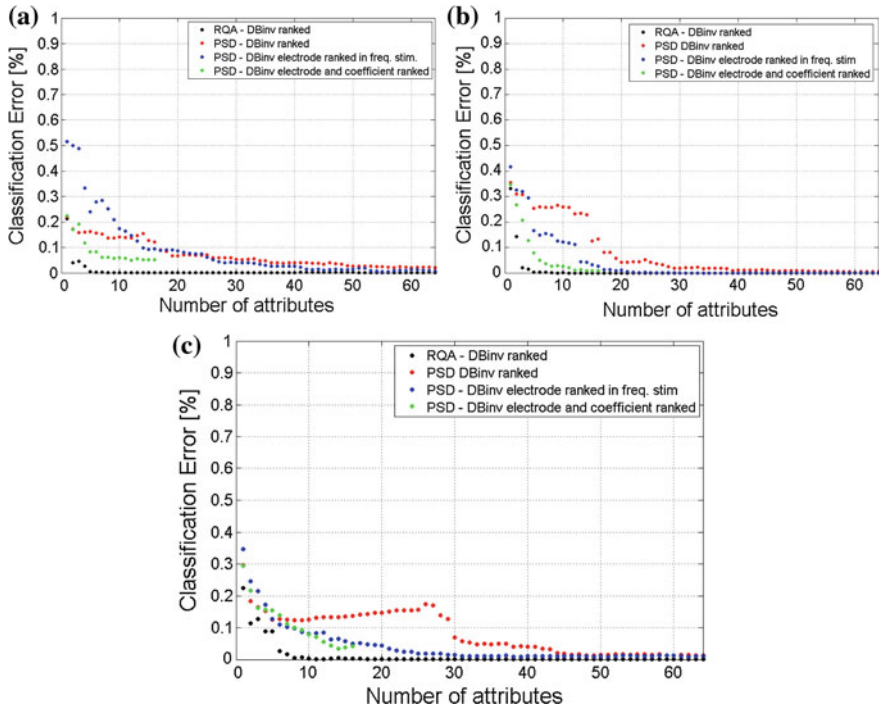 (a)
1
0.9
0.8
0.7
0.6
0.5
0.4
0.3
0.2
0.1
0
Classification Error [%]
RQA - DBinv ranked
PSD - DBinv ranked
PSD - DBinv electrode ranked in freq. stim.
PSD - DBinv electrode and coefficient ranked
0 10 20 30 40 50 60
Number of attributes
(b)
1
0.9
0.8
0.7
0.6
0.5
0.4
0.3
0.2
0.1
0
Classification Error [%]
RQA - DBinv ranked
PSD DBinv ranked
PSD - DBinv electrode ranked in freq. stim
PSD - DBinv electrode and coefficient ranked
0 10 20 30 40 50 60
Number of attributes
(c)
1
0.9
0.8
0.7
0.6
0.5
0.4
0.3
0.2
0.1
0
Classification Error [%]
RQA - DBinv ranked
PSD DBinv ranked
PSD - DBinv electrode ranked in freq. stim
PSD - DBinv electrode and coefficient ranked
0 10 20 30 40 50 60
Number of attributes